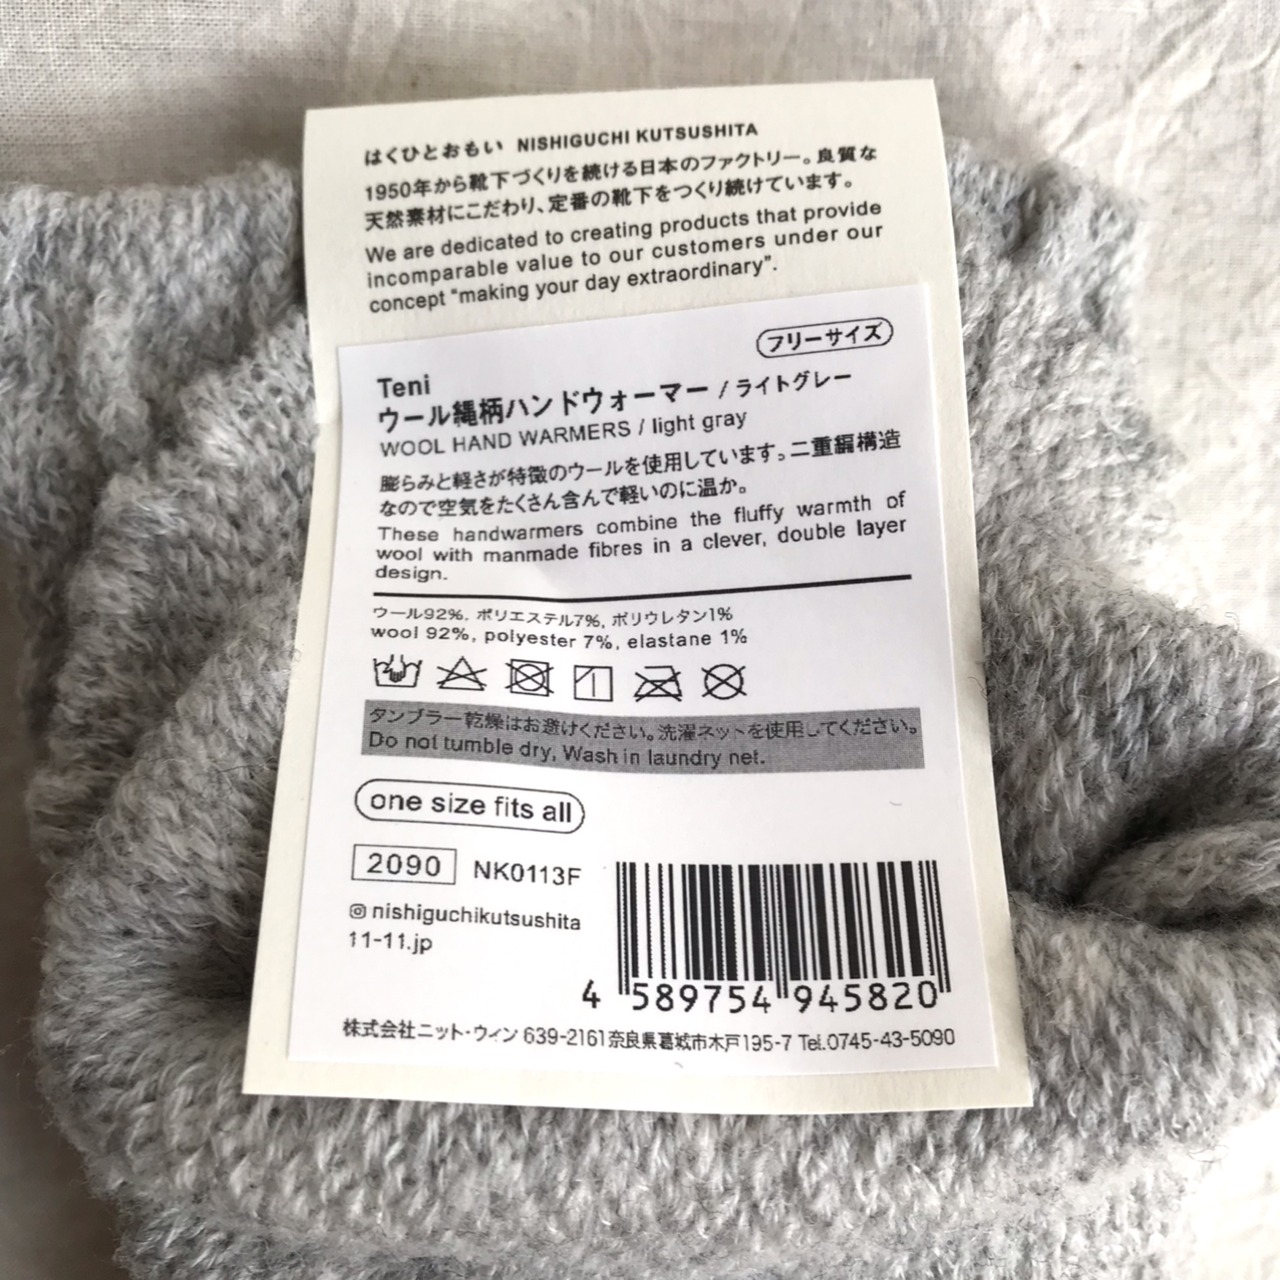 はくひとおもい NISHIGUCHI KUTSUSHITA
1950年から靴下づくりを続ける日本のファクトリー。良質な
天然素材にこだわり、定番の靴下をつくり続けています。
We are dedicated to creating products that provide
incomparable value to our customers under our
concept "making your day extraordinary".
フリーサイズ
Teni
ウール縄柄ハンドウォーマー / ライトグレー
WOOL HAND WARMERS / light gray
膨らみと軽さが特徴のウールを使用しています。二重編構造
なので空気をたくさん含んで軽いのに温か。
These handwarmers combine the fluffy warmth of
wool with manmade fibres in a clever, double layer
design.
ウール92%, ポリエステル7%, ポリウレタン1%
wool 92%, polyester 7%, elastane 1%
タンブラー乾燥はお避けください。洗濯ネットを使用してください。
Do not tumble dry, Wash in laundry net.
one size fits all
2090 NK0113F
nishiguchikutsushita
11-11.jp
4 589754 945820
株式会社ニット・ウィン 639-2161奈良県葛城市木戸195-7 Tel.0745-43-5090